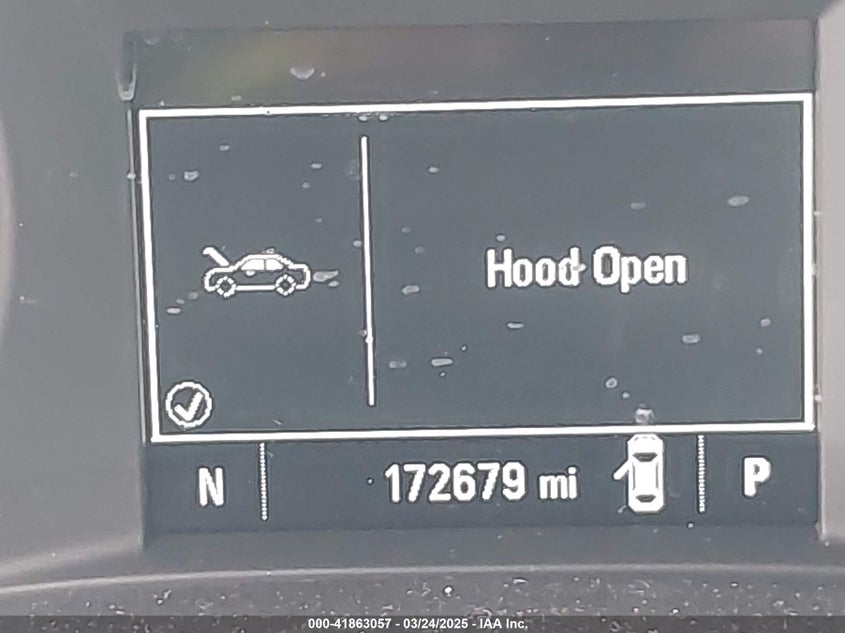 Hood Open
N 172679 mi P
000-41863057 - 03/24/2025 - IAA Inc.